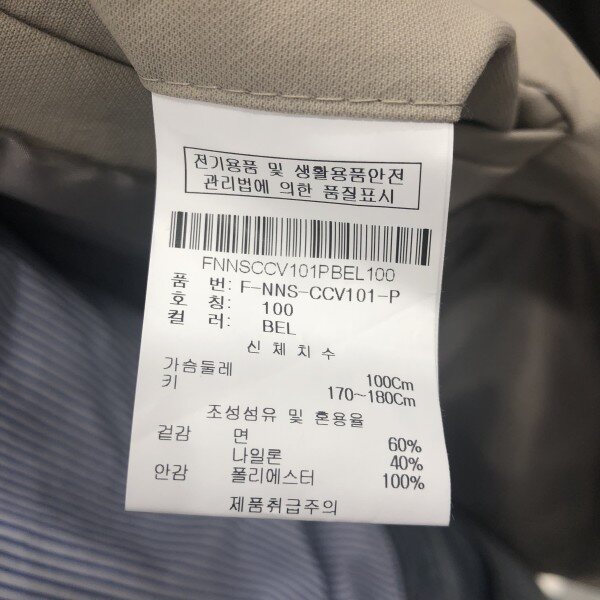 전기용품 및 생활용품안전
관리법에 의한 품질표시
FNNSCCV101PBEL100
품 번: F-NNS-CCV101-P
호 칭: 100
컬 러: BEL
신 체 치 수
가슴둘레 100Cm
키 170~180Cm
조성섬유 및 혼용율
겉감 면 60%
나일론 40%
안감 폴리에스터 100%
제품취급주의